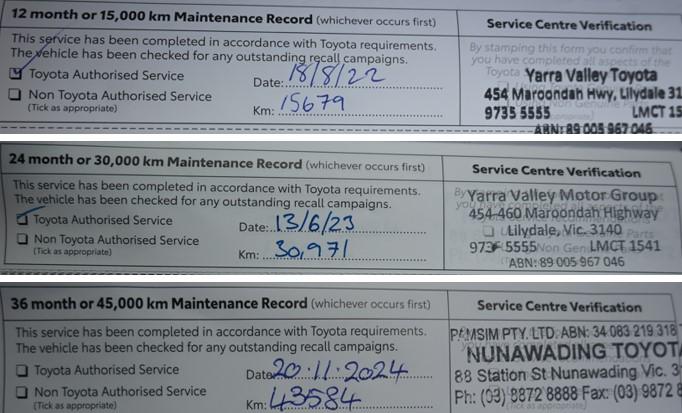 12 month or 15,000 km Maintenance Record (whichever occurs first)
This service has been completed in accordance with Toyota requirements.
The vehicle has been checked for any outstanding recall campaigns.
Toyota Authorised Service
Non Toyota Authorised Service
(Tick as appropriate)
Date: 18/8/22
Km: 15679
Service Centre Verification
By stamping this form you confirm that
you have completed all aspects of the
Toyota
Yarra Valley Toyota
454 Maroondah Hwy, Lilydale 31
9735 5555 LMCT 15
ABN: 89 005 967 046
24 month or 30,000 km Maintenance Record (whichever occurs first)
This service has been completed in accordance with Toyota requirements.
The vehicle has been checked for any outstanding recall campaigns.
Toyota Authorised Service
Non Toyota Authorised Service
(Tick as appropriate)
Date: 13/6/23
Km: 30,971
Service Centre Verification
Yarra Valley Motor Group
454-460 Maroondah Highway
Lilydale, Vic. 3140
9735 5555 LMCT 1541
ABN: 89 005 967 046
36 month or 45,000 km Maintenance Record (whichever occurs first)
This service has been completed in accordance with Toyota requirements.
The vehicle has been checked for any outstanding recall campaigns.
Toyota Authorised Service
Non Toyota Authorised Service
(Tick as appropriate)
Date 20.11.2024
Km: 43584
Service Centre Verification
PAMSIM PTY. LTD. ABN: 34 083 219 318
NUNAWADING TOYOT
88 Station St Nunawading Vic. 3
Ph: (03) 9872 8888 Fax: (03) 9872 8